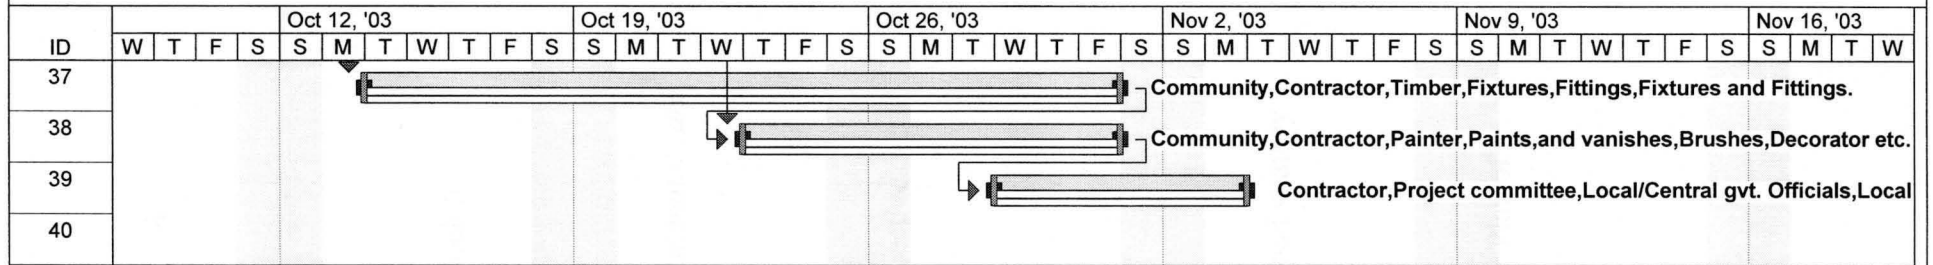 Oct 12, '03 Oct 19, '03 Oct 26, '03 Nov 2, '03 Nov 9, '03 Nov 16, '03
ID W T F S S M T W T F S S M T W T F S S M T W T F S S M T W T F S S M T W T F S S M T W
37 Community,Contractor,Timber,Fixtures,Fittings,Fixtures and Fittings.
38 Community,Contractor,Painter,Paints,and vanishes,Brushes,Decorator etc.
39 Contractor,Project committee,Local/Central gvt. Officials,Local
40